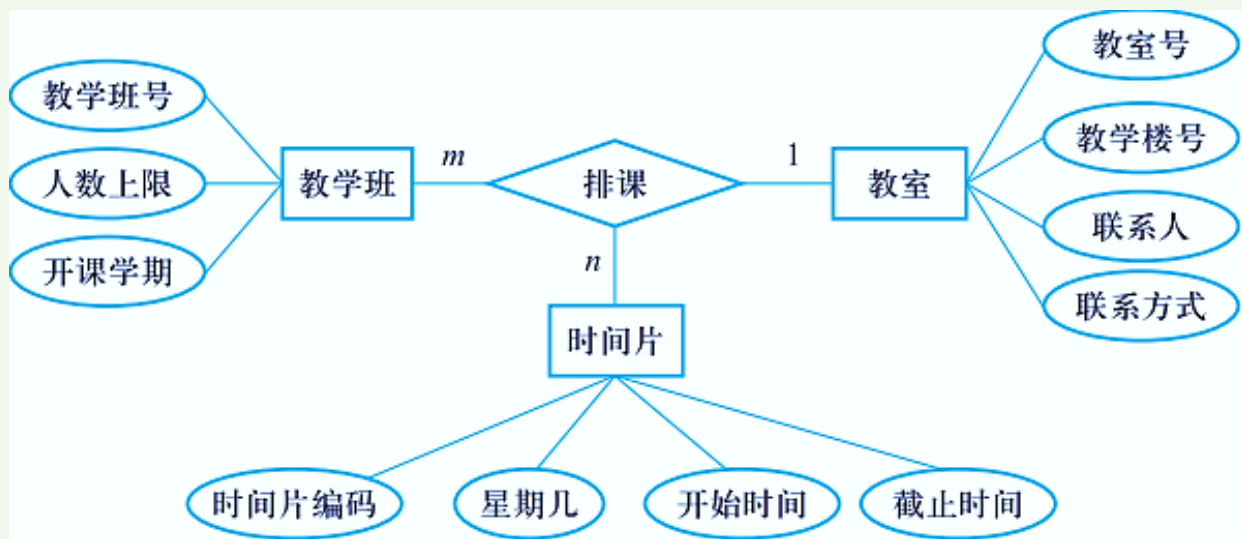 教室号
教学班号
教学楼号
人数上限
教学班
m
排课
1
教室
联系人
开课学期
n
联系方式
时间片
时间片编码
星期几
开始时间
截止时间